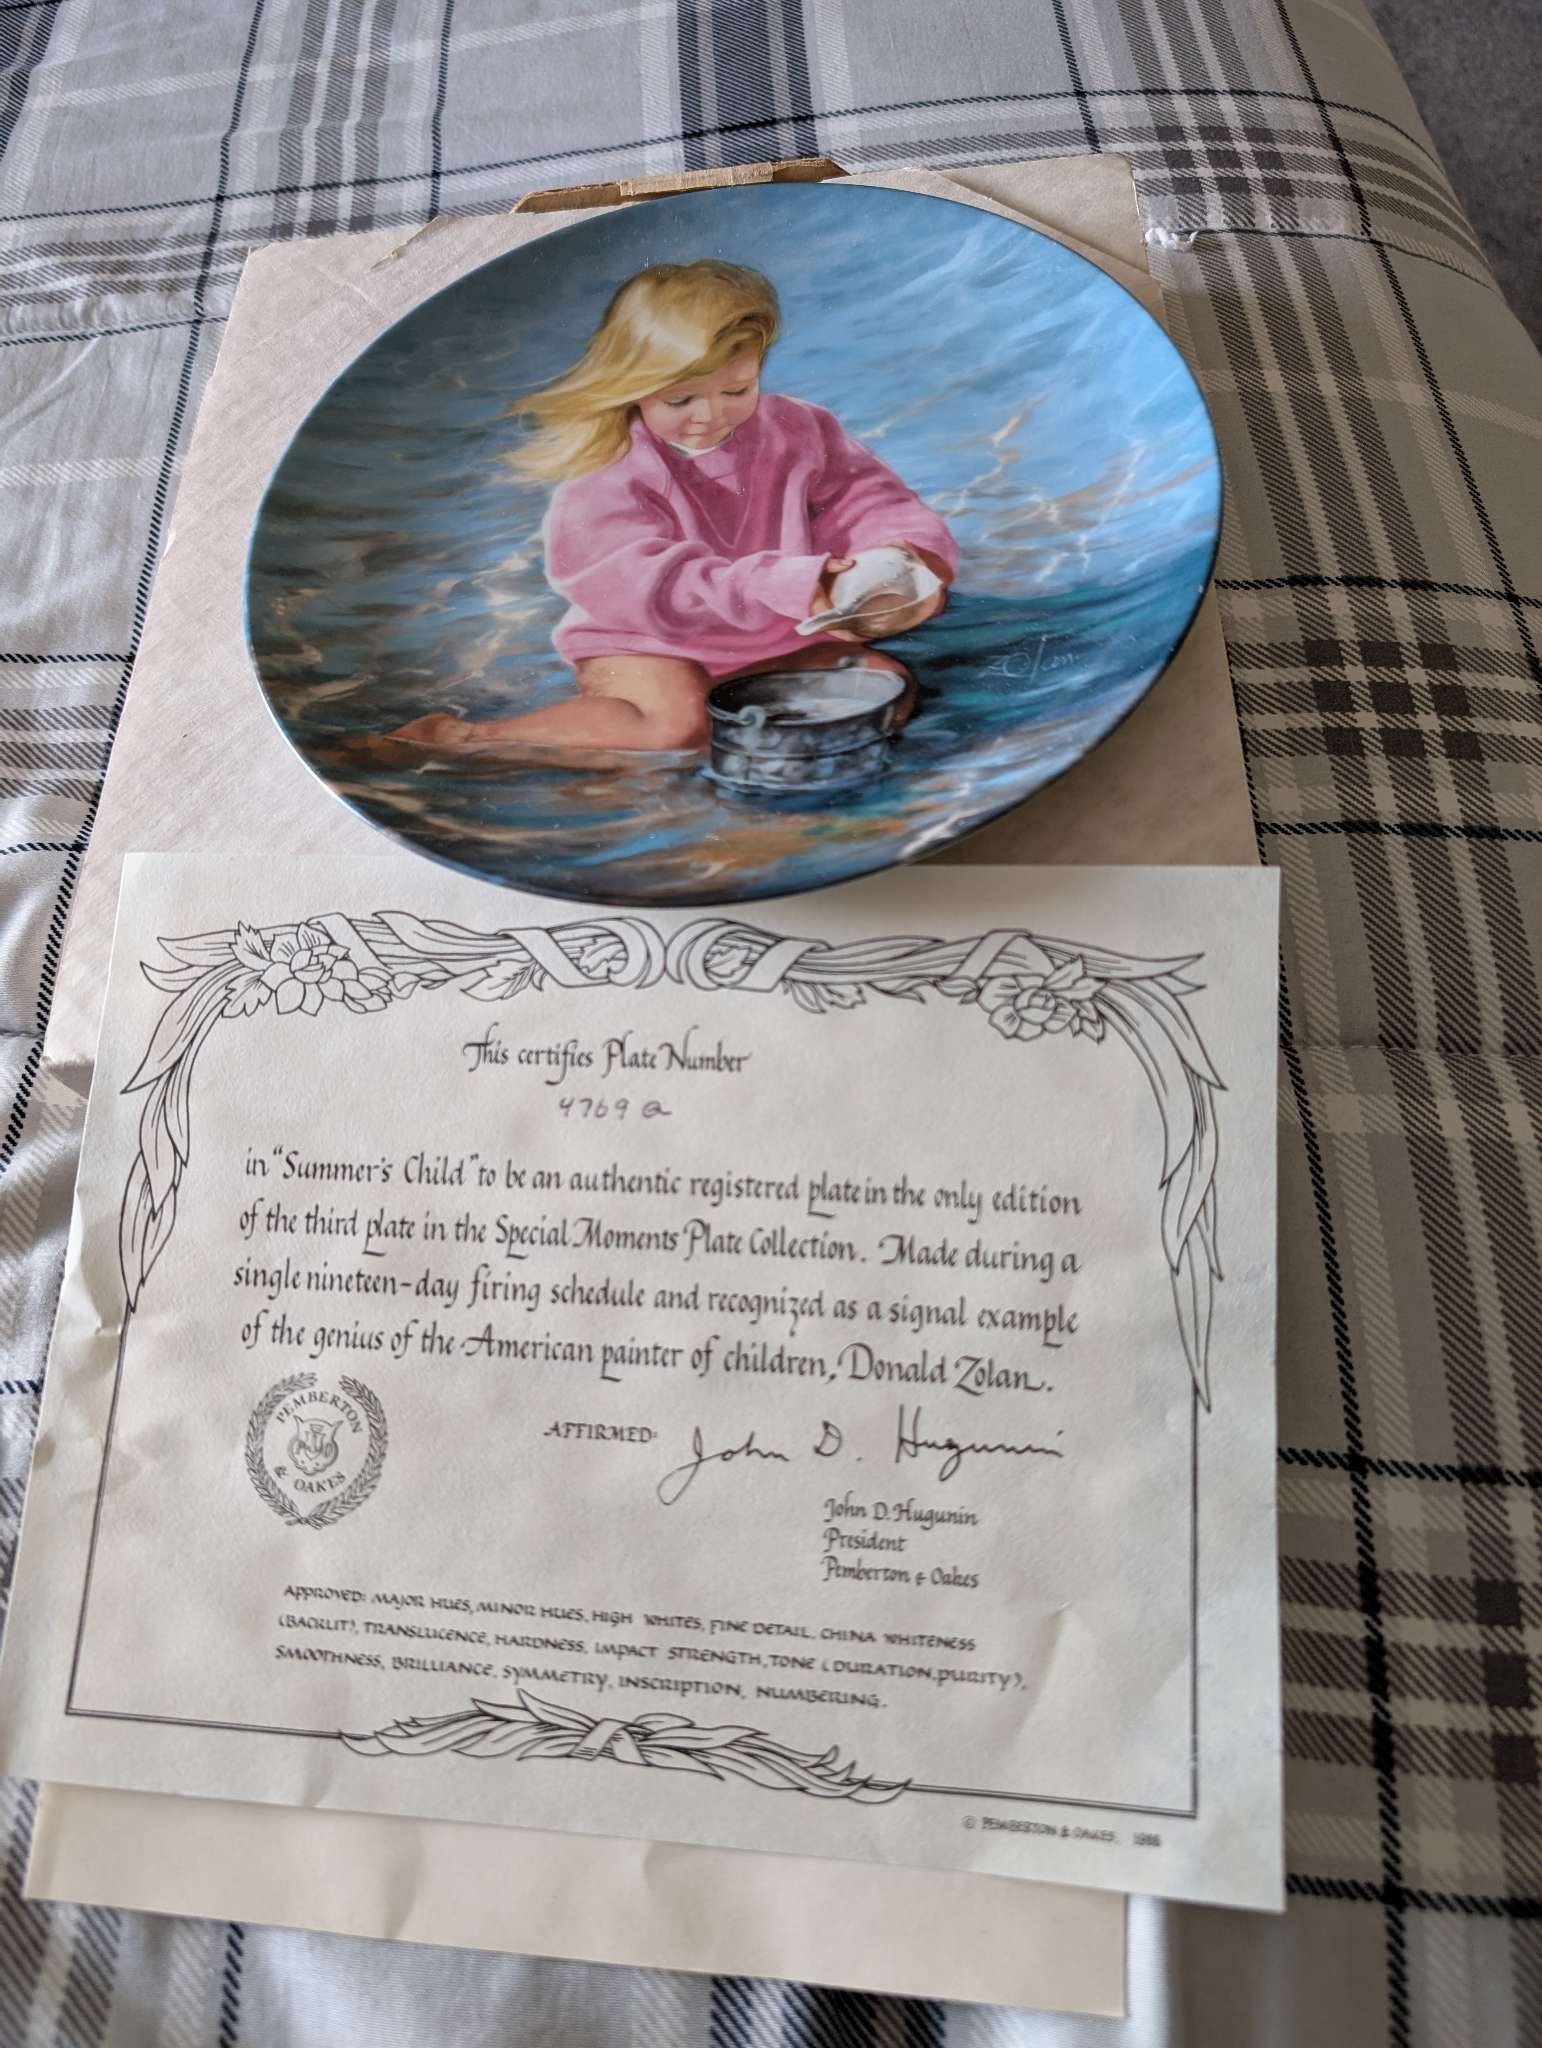 Zolan
This certifies Plate Number
4769 a
in "Summer's Child" to be an authentic registered plate in the only edition
of the third plate in the Special Moments Plate Collection. Made during a
single nineteen-day firing schedule and recognized as a signal example
of the genius of the American painter of children, Donald Zolan.
PEMBERTON
& OAKES
AFFIRMED: John D. Hugunin
John D. Hugunin
President
Pemberton & Oakes
APPROVED: MAJOR HUES, MINOR HUES, HIGH WHITES, FINE DETAIL, CHINA WHITENESS
(BACKLIT), TRANSLUCENCE, HARDNESS, IMPACT STRENGTH, TONE (DURATION, PURITY),
SMOOTHNESS, BRILLIANCE, SYMMETRY, INSCRIPTION, NUMBERING.
© PEMBERTON & OAKES, 1986